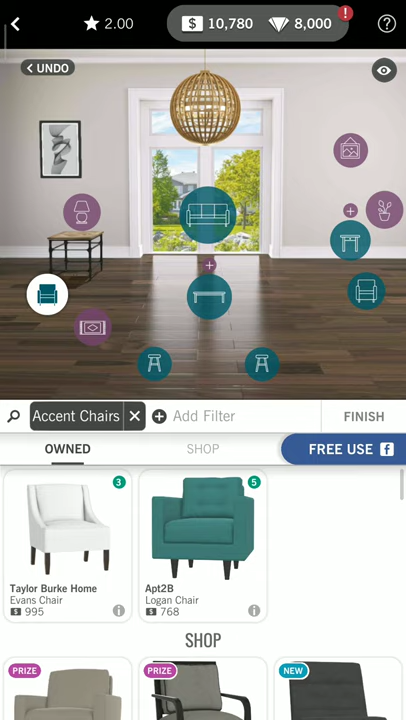 2.00
$ 10,780
8,000
!
?
< UNDO
Accent Chairs ✕
+ Add Filter
FINISH
OWNED
SHOP
FREE USE f
3
Taylor Burke Home
Evans Chair
$ 995
i
5
Apt2B
Logan Chair
$ 768
i
SHOP
PRIZE
PRIZE
NEW